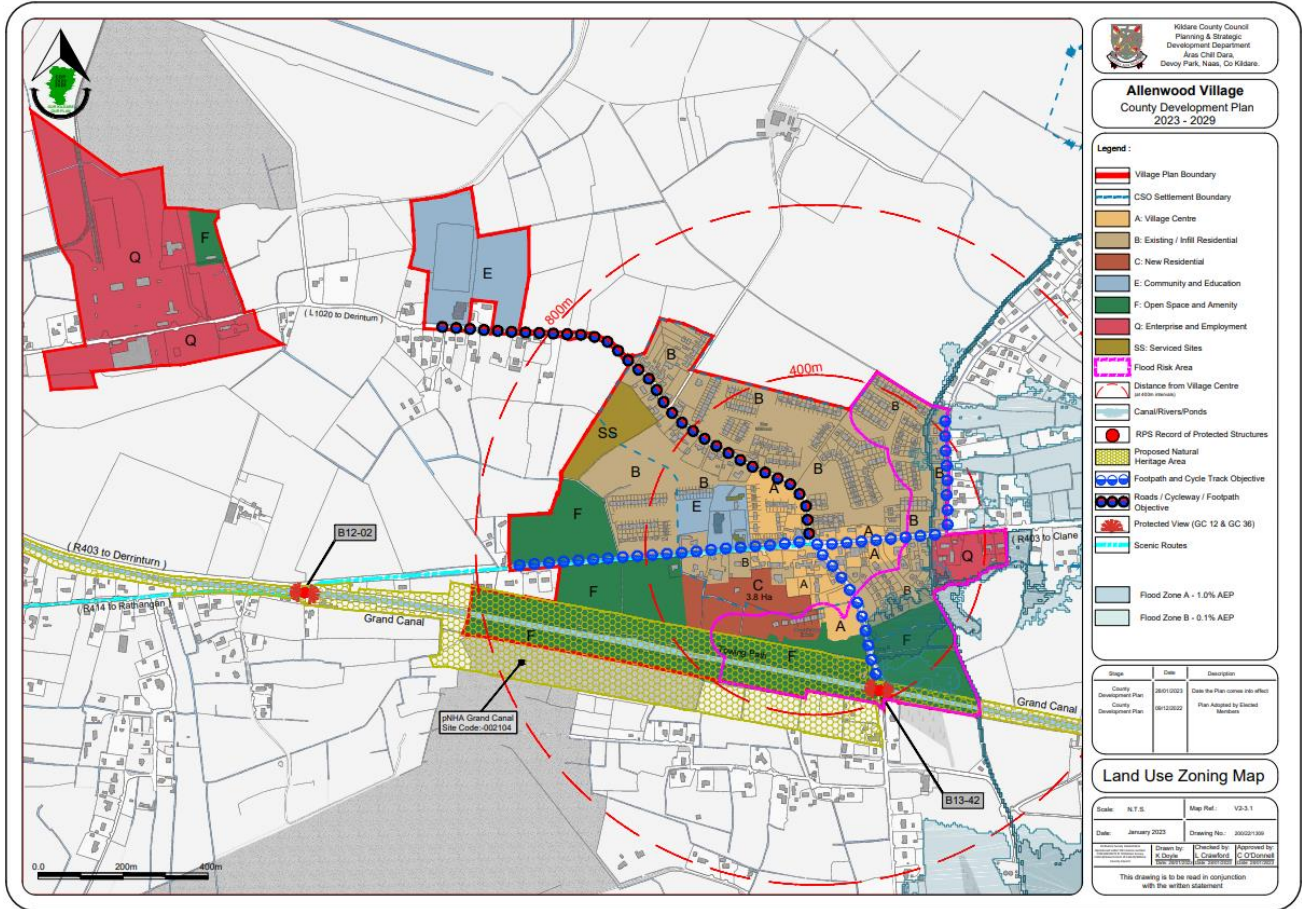 Kildare County Council
Planning & Strategic
Development Department
Áras Chill Dara,
Devoy Park, Naas, Co Kildare.
Allenwood Village
County Development Plan
2023 - 2029
Legend :
Village Plan Boundary
CSO Settlement Boundary
A: Village Centre
B: Existing / Infill Residential
C: New Residential
E: Community and Education
F: Open Space and Amenity
Q: Enterprise and Employment
SS: Serviced Sites
Flood Risk Area
Distance from Village Centre
Canal/Rivers/Ponds
RPS Record of Protected Structures
Proposed Natural
Heritage Area
Footpath and Cycle Track Objective
Roads / Cycleway / Footpath
Objective
Protected View (GC 12 & GC 36)
Scenic Routes
Flood Zone A - 1.0% AEP
Flood Zone B - 0.1% AEP
Stage Date Description
County
Development Plan
28/01/2023
Date the Plan comes into effect
County
Development Plan
09/12/2022
Plan Adopted by Elected
Members
Land Use Zoning Map
Scale: N.T.S.
Map Ref.: V2-3.1
Date: January 2023
Drawing No.: 200/22/1309
Drawn by:
K Doyle
Checked by:
L Crawford
Approved by:
C O'Donnell
This drawing is to be read in conjunction
with the written statement
Q
F
Q
E
( L1020 to Derinturn )
800m
400m
B
B
B
SS
B
B
B
E
A
B
B
A
A
F
B
Q
( R403 to Clane
B12-02
( R403 to Derrinturn )
( R414 to Rathangan )
Grand Canal
F
C
3.8 Ha
A
B
A
F
F
Towing Path
F
Grand Canal
pNHA Grand Canal
Site Code:-002104
B13-42
0.0 200m 400m